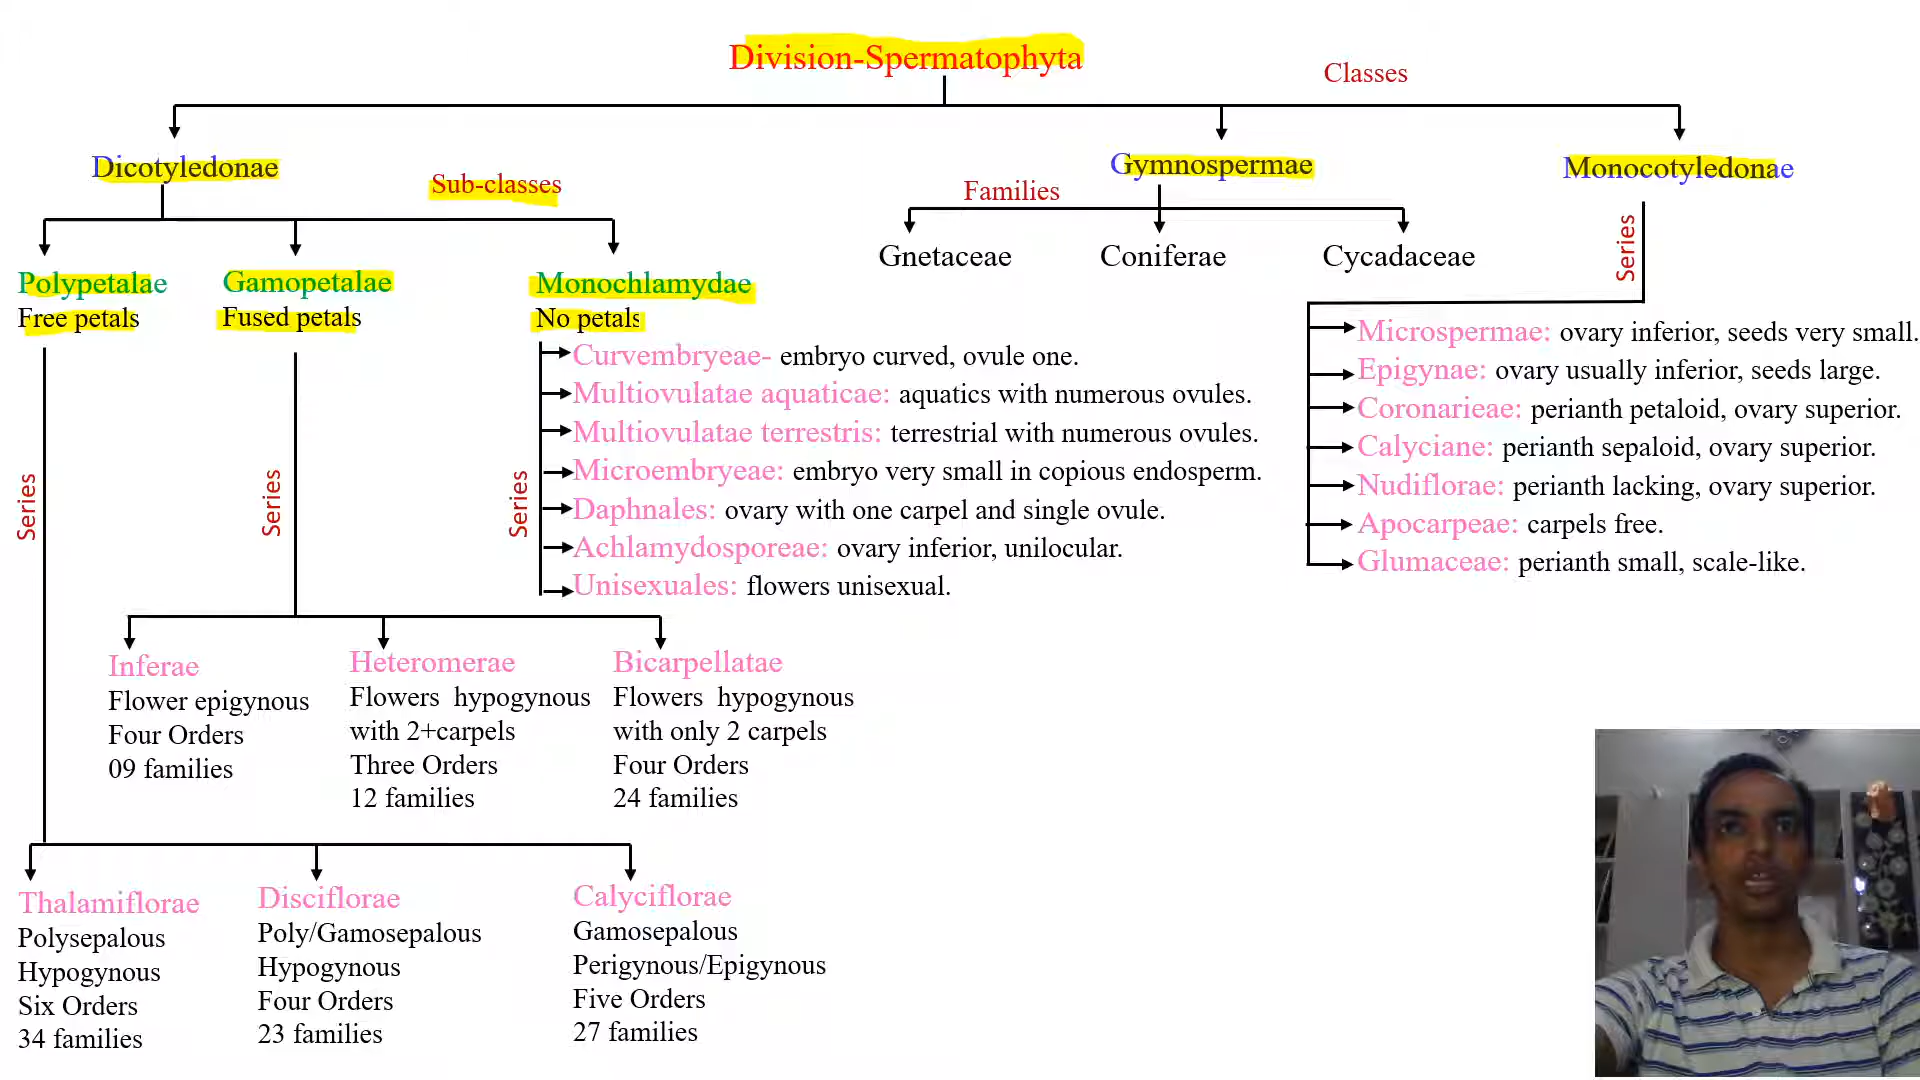 Division-Spermatophyta
Classes
Dicotyledonae
Gymnospermae
Monocotyledonae
Sub-classes
Families
Polypetalae
Free petals
Gamopetalae
Fused petals
Monochlamydae
No petals
Gnetaceae
Coniferae
Cycadaceae
Series
Curvembryeae- embryo curved, ovule one.
Multiovulatae aquaticae: aquatics with numerous ovules.
Multiovulatae terrestris: terrestrial with numerous ovules.
Microembryeae: embryo very small in copious endosperm.
Daphnales: ovary with one carpel and single ovule.
Achlamydosporeae: ovary inferior, unilocular.
Unisexuales: flowers unisexual.
Microspermae: ovary inferior, seeds very small.
Epigynae: ovary usually inferior, seeds large.
Coronarieae: perianth petaloid, ovary superior.
Calyciane: perianth sepaloid, ovary superior.
Nudiflorae: perianth lacking, ovary superior.
Apocarpeae: carpels free.
Glumaceae: perianth small, scale-like.
Series
Series
Series
Inferae
Flower epigynous
Four Orders
09 families
Heteromerae
Flowers hypogynous
with 2+carpels
Three Orders
12 families
Bicarpellatae
Flowers hypogynous
with only 2 carpels
Four Orders
24 families
Thalamiflorae
Polysepalous
Hypogynous
Six Orders
34 families
Disciflorae
Poly/Gamosepalous
Hypogynous
Four Orders
23 families
Calyciflorae
Gamosepalous
Perigynous/Epigynous
Five Orders
27 families